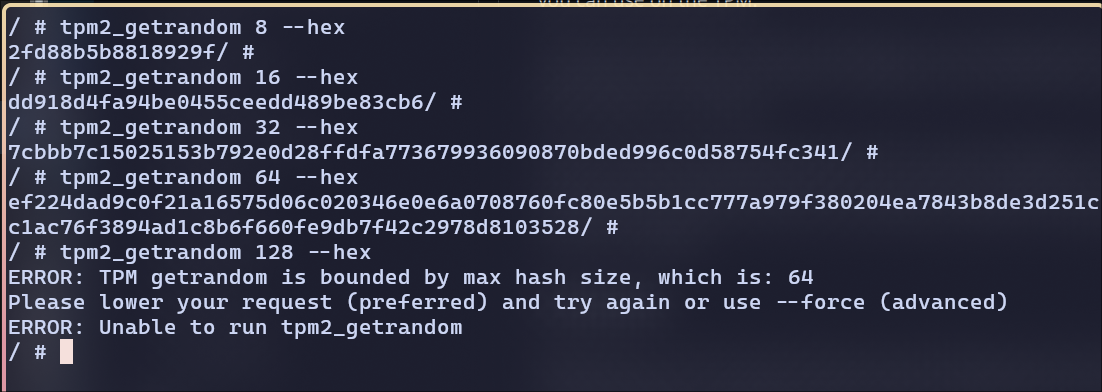 / # tpm2_getrandom 8 --hex
2fd88b5b8818929f/ #
/ # tpm2_getrandom 16 --hex
dd918d4fa94be0455ceedd489be83cb6/ #
/ # tpm2_getrandom 32 --hex
7cbbb7c15025153b792e0d28ffdfa773679936090870bded996c0d58754fc341/ #
/ # tpm2_getrandom 64 --hex
ef224dad9c0f21a16575d06c020346e0e6a0708760fc80e5b5b1cc777a979f380204ea7843b8de3d251c
c1ac76f3894ad1c8b6f660fe9db7f42c2978d8103528/ #
/ # tpm2_getrandom 128 --hex
ERROR: TPM getrandom is bounded by max hash size, which is: 64
Please lower your request (preferred) and try again or use --force (advanced)
ERROR: Unable to run tpm2_getrandom
/ #